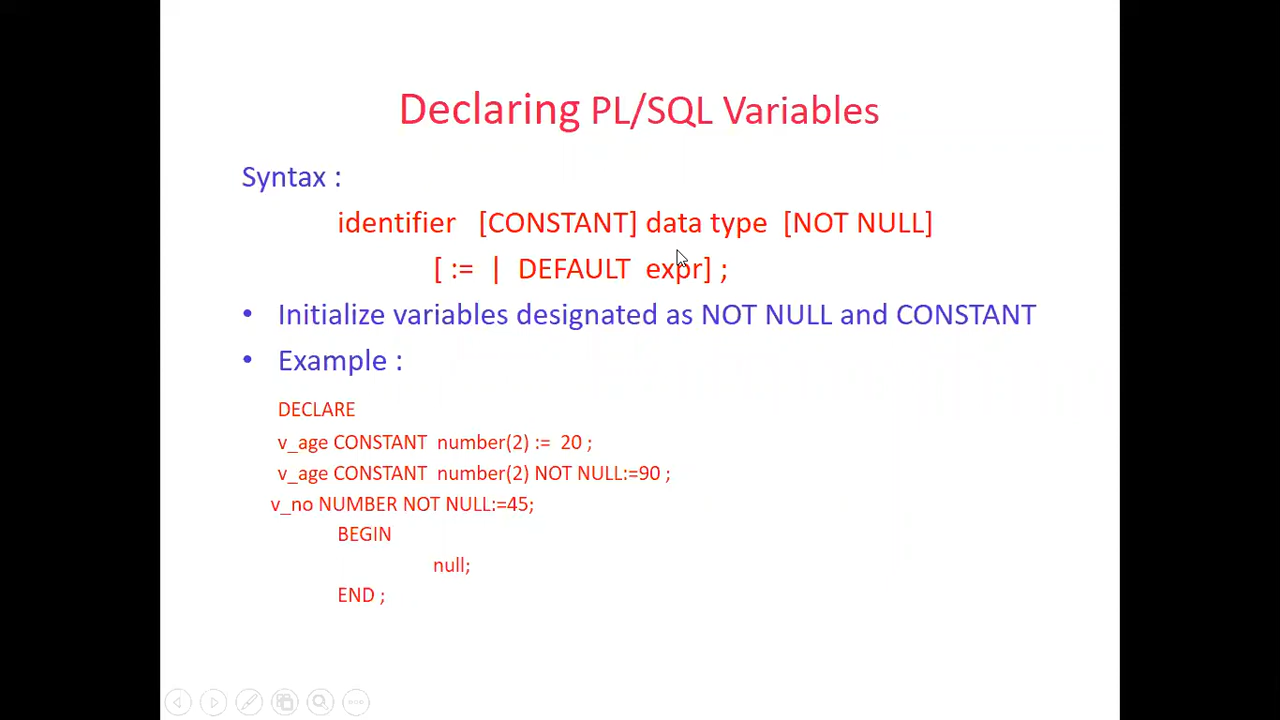 Declaring PL/SQL Variables
Syntax :
identifier [CONSTANT] data type [NOT NULL]
[ := | DEFAULT expr] ;
• Initialize variables designated as NOT NULL and CONSTANT
• Example :
DECLARE
v_age CONSTANT number(2) := 20 ;
v_age CONSTANT number(2) NOT NULL:=90 ;
v_no NUMBER NOT NULL:=45;
BEGIN
null;
END ;